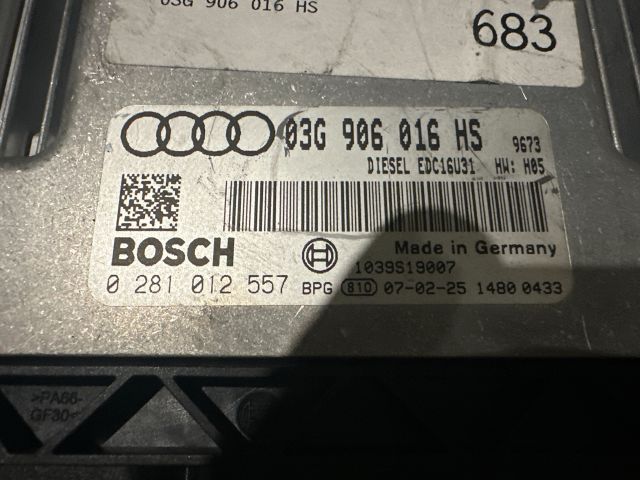 03G 906 016 HS
683
03G 906 016 HS 9673
DIESEL EDC16U31 HW: H05
BOSCH
Made in Germany
1039S19007
0 281 012 557 BPG 810 07-02-25 1480 0433
>PA66-
GF30<